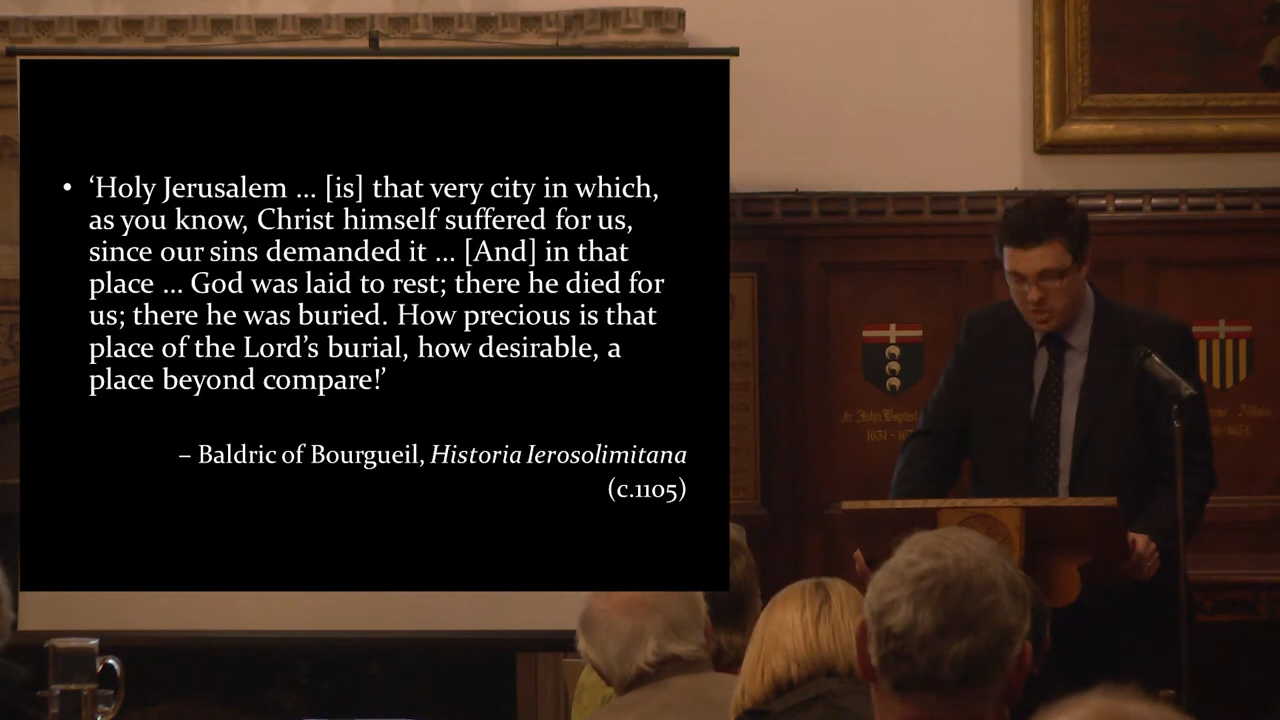 • ‘Holy Jerusalem ... [is] that very city in which,
as you know, Christ himself suffered for us,
since our sins demanded it ... [And] in that
place ... God was laid to rest; there he died for
us; there he was buried. How precious is that
place of the Lord’s burial, how desirable, a
place beyond compare!’
– Baldric of Bourgueil, Historia Ierosolimitana
(c.1105)
John Baptist